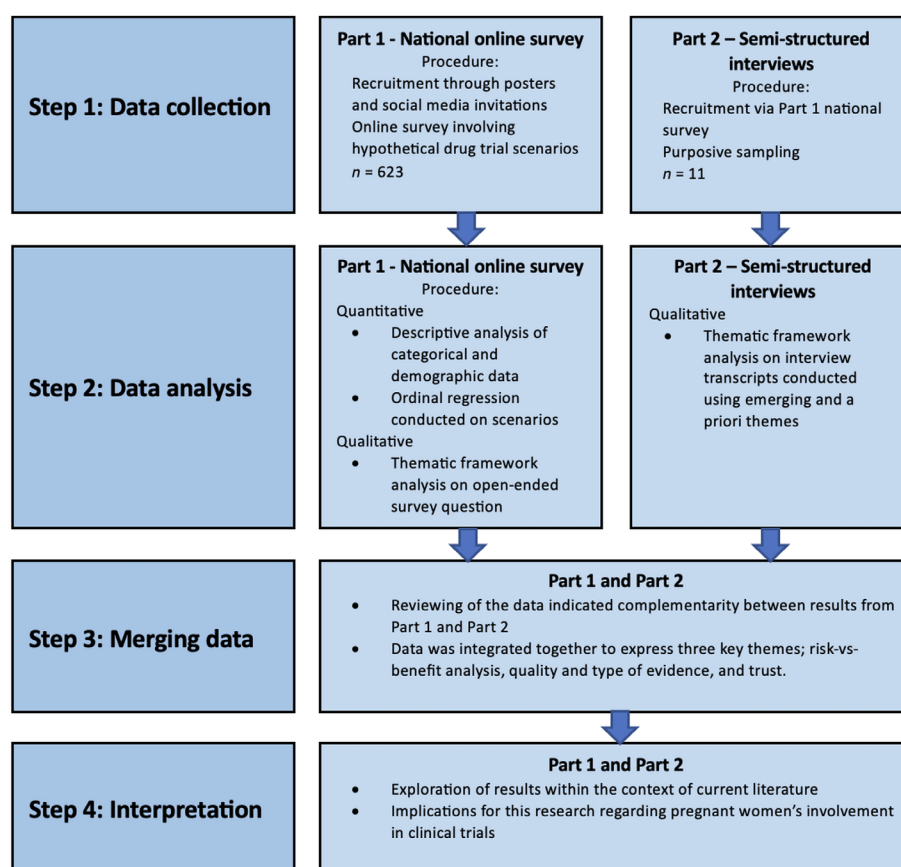 Step 1: Data collection
Part 1 - National online survey
Procedure:
Recruitment through posters
and social media invitations
Online survey involving
hypothetical drug trial scenarios
n = 623
Part 2 – Semi-structured
interviews
Procedure:
Recruitment via Part 1 national
survey
Purposive sampling
n = 11
Step 2: Data analysis
Part 1 - National online survey
Procedure:
Quantitative
• Descriptive analysis of
categorical and
demographic data
• Ordinal regression
conducted on scenarios
Qualitative
• Thematic framework
analysis on open-ended
survey question
Part 2 – Semi-structured
interviews
Qualitative
• Thematic framework
analysis on interview
transcripts conducted
using emerging and a
priori themes
Step 3: Merging data
Part 1 and Part 2
• Reviewing of the data indicated complementarity between results from
Part 1 and Part 2
• Data was integrated together to express three key themes; risk-vs-
benefit analysis, quality and type of evidence, and trust.
Step 4: Interpretation
Part 1 and Part 2
• Exploration of results within the context of current literature
• Implications for this research regarding pregnant women’s involvement
in clinical trials